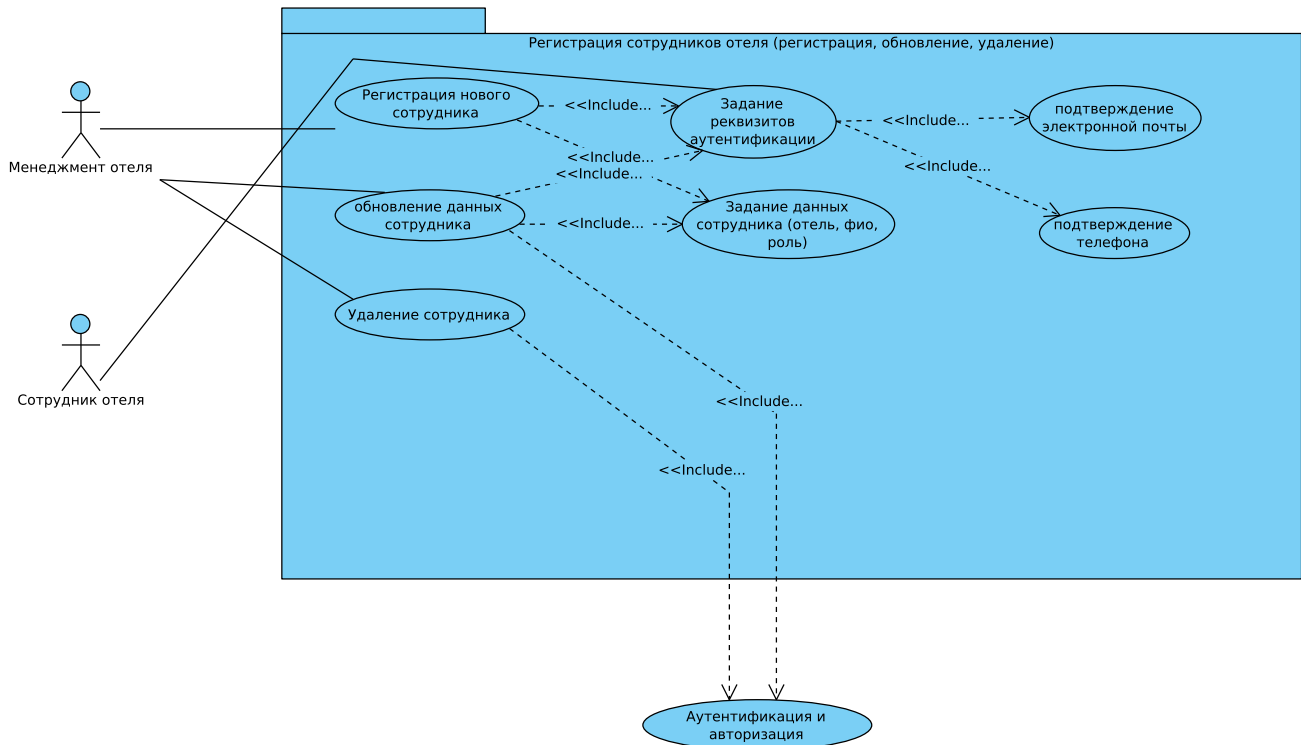 Регистрация сотрудников отеля (регистрация, обновление, удаление)
Менеджмент отеля
Сотрудник отеля
Регистрация нового
сотрудника
<<Include...
Задание
реквизитов
аутентификации
<<Include...
подтверждение
электронной почты
<<Include...
<<Include...
<<Include...
обновление данных
сотрудника
<<Include...
Задание данных
сотрудника (отель, фио,
роль)
подтверждение
телефона
Удаление сотрудника
<<Include...
<<Include...
Аутентификация и
авторизация